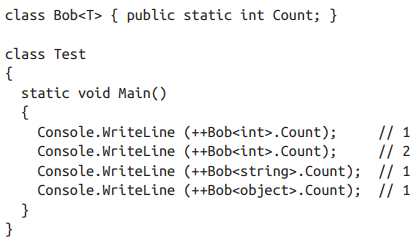 class Bob<T> { public static int Count; }

class Test
{
  static void Main()
  {
    Console.WriteLine (++Bob<int>.Count);     // 1
    Console.WriteLine (++Bob<int>.Count);     // 2
    Console.WriteLine (++Bob<string>.Count);  // 1
    Console.WriteLine (++Bob<object>.Count);  // 1
  }
}